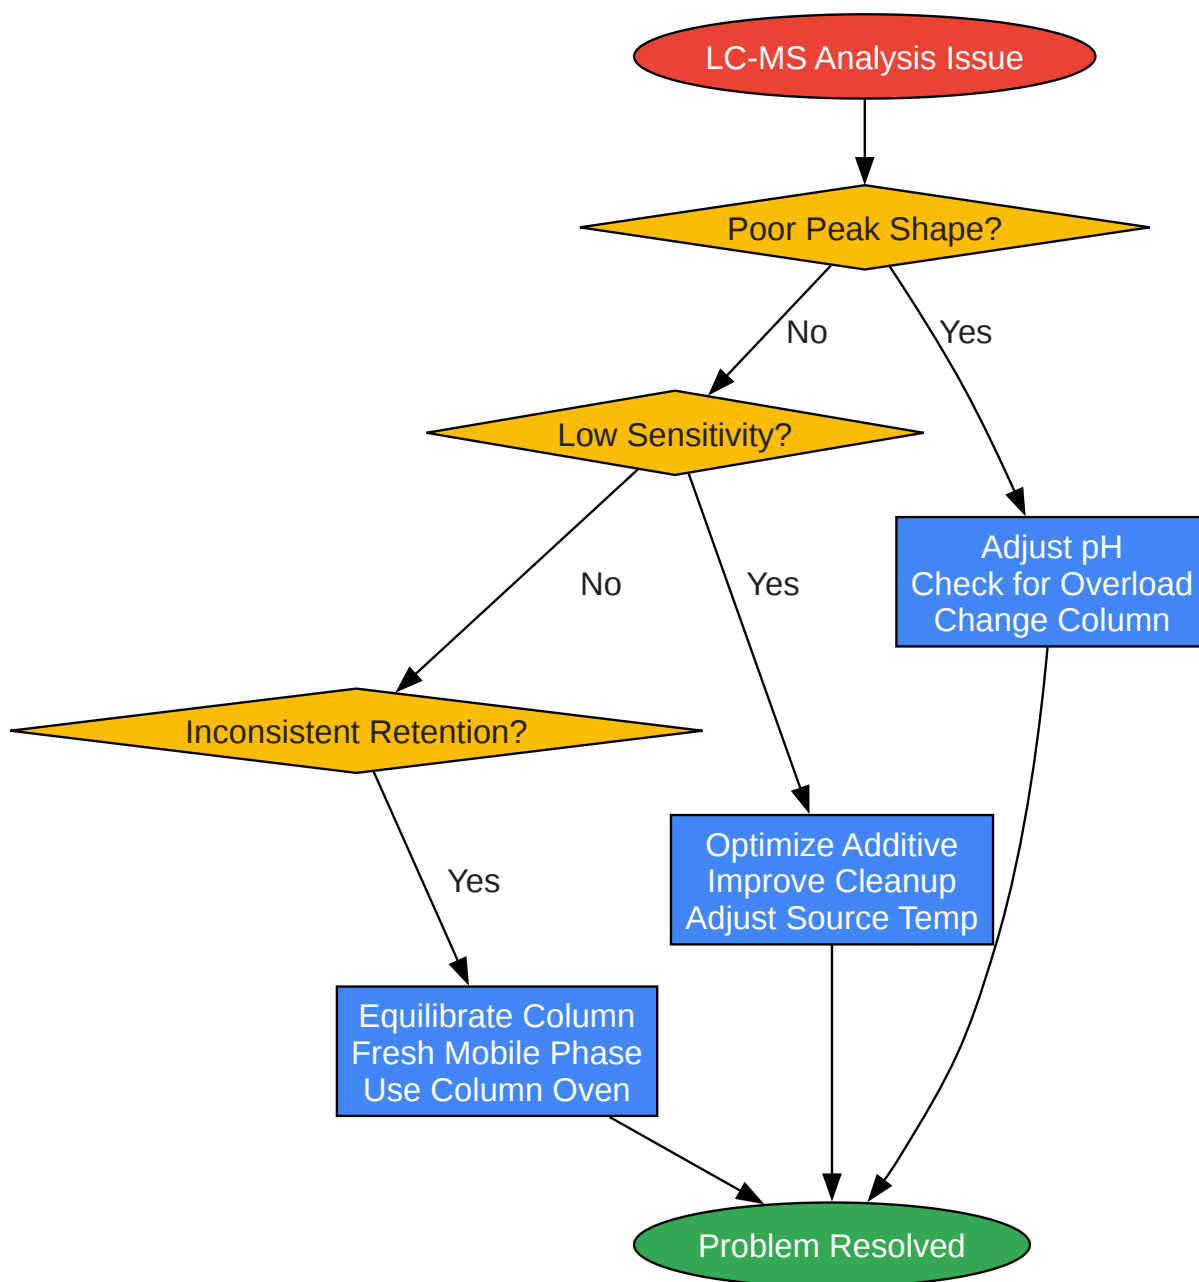 LC-MS Analysis Issue
Poor Peak Shape?
No
Yes
Low Sensitivity?
No
Yes
Adjust pH
Check for Overload
Change Column
Inconsistent Retention?
Yes
Optimize Additive
Improve Cleanup
Adjust Source Temp
Equilibrate Column
Fresh Mobile Phase
Use Column Oven
Problem Resolved